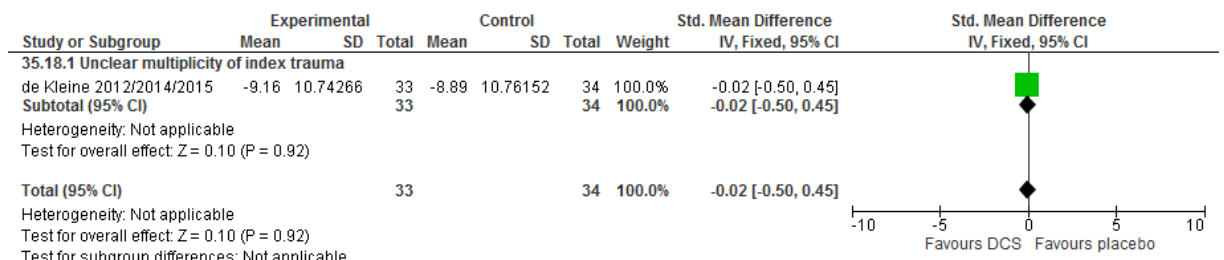 Experimental Control Std. Mean Difference Std. Mean Difference
Study or Subgroup Mean SD Total Mean SD Total Weight IV, Fixed, 95% CI IV, Fixed, 95% CI
35.18.1 Unclear multiplicity of index trauma
de Kleine 2012/2014/2015 -9.16 10.74266 33 -8.89 10.76152 34 100.0% -0.02 [-0.50, 0.45]
Subtotal (95% CI) 33 34 100.0% -0.02 [-0.50, 0.45]
Heterogeneity: Not applicable
Test for overall effect: Z = 0.10 (P = 0.92)
Total (95% CI) 33 34 100.0% -0.02 [-0.50, 0.45]
Heterogeneity: Not applicable
Test for overall effect: Z = 0.10 (P = 0.92)
Test for subgroup differences: Not applicable
-10 -5 0 5 10
Favours DCS Favours placebo